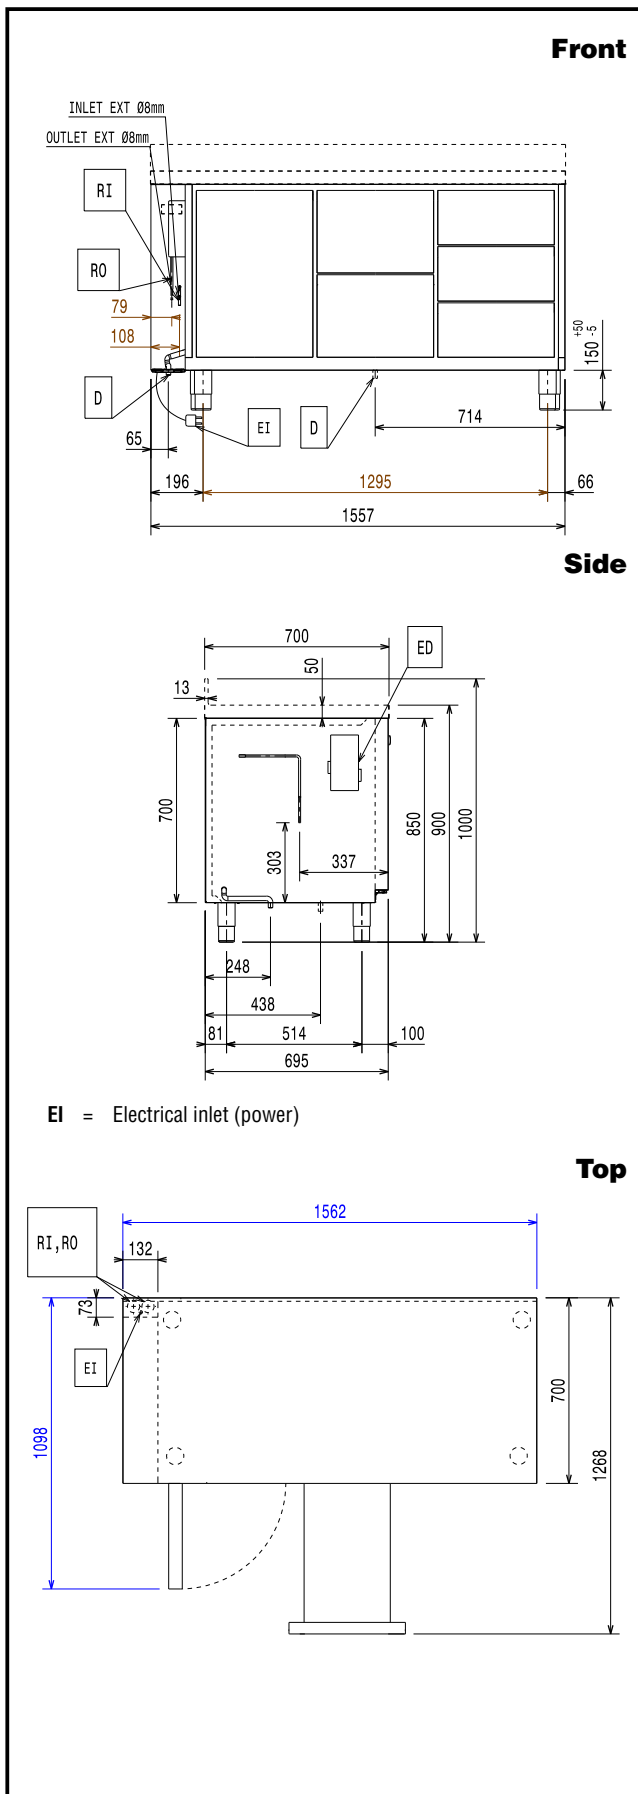 Front
INLET EXT Ø8mm
OUTLET EXT Ø8mm
RI
RO
79
108
+50
150 -5
D
EI
D
714
65
196
1295
66
1557
Side
700
ED
50
13
700
303
337
850
900
1000
248
438
81
514
100
695
EI = Electrical inlet (power)
Top
1562
RI,RO
132
73
EI
1098
700
1268